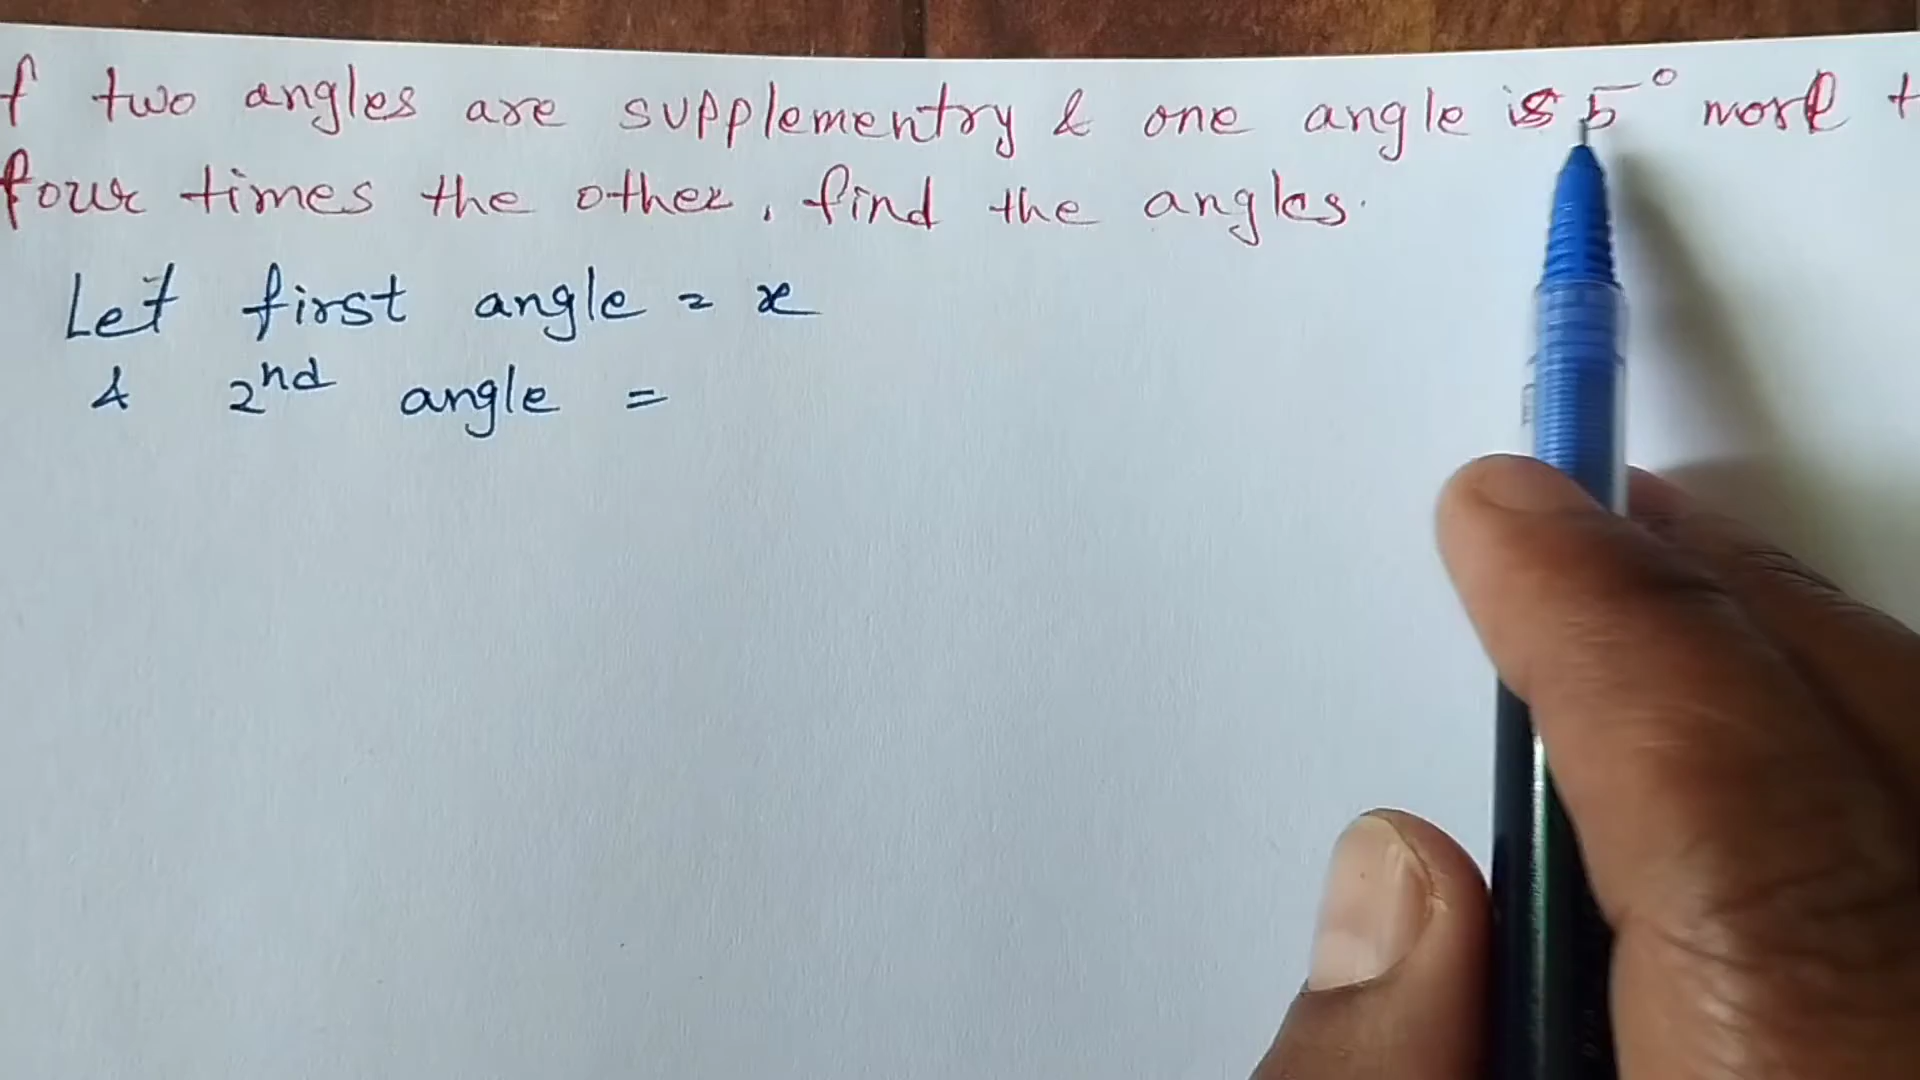 two angles are supplementry & one angle is 5° more
four times the other, find the angles.
Let first angle = x
& 2nd angle =